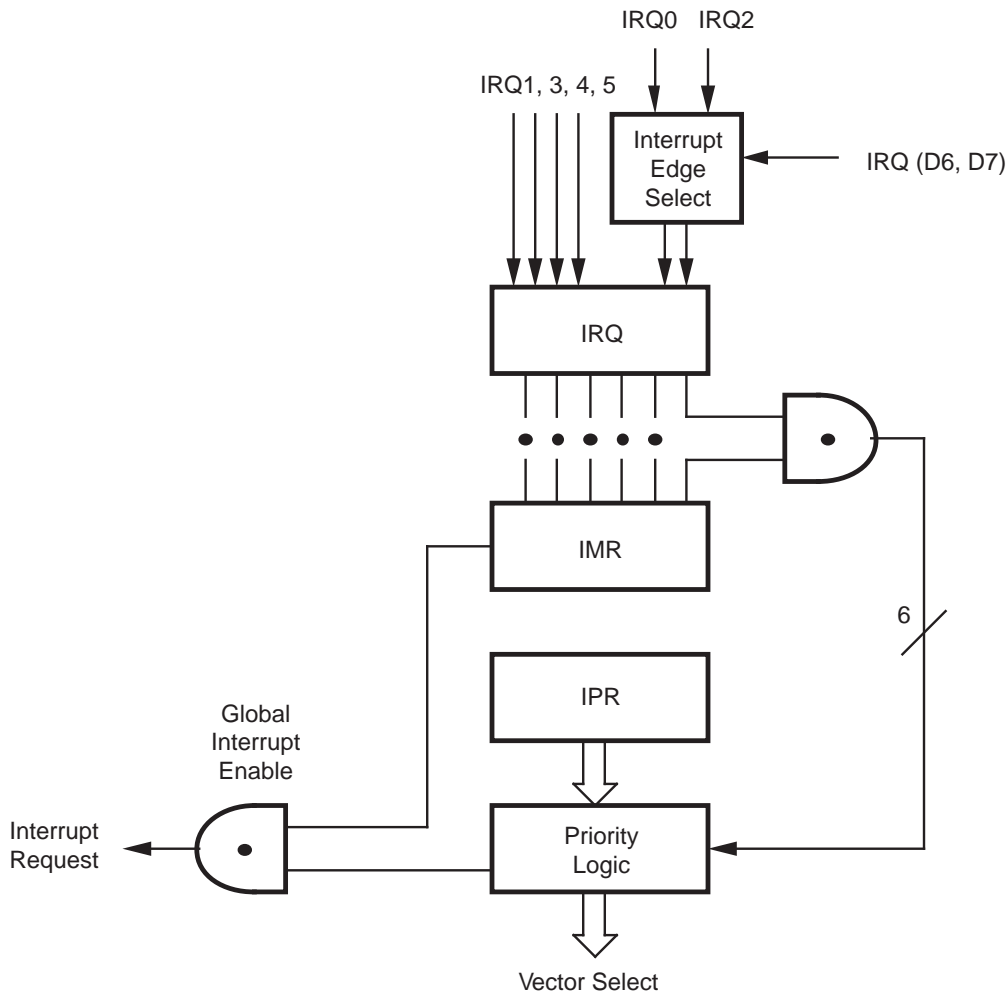 IRQ0 IRQ2
IRQ1, 3, 4, 5
Interrupt
Edge
Select
IRQ (D6, D7)
IRQ
IMR
6
IPR
Global
Interrupt
Enable
Interrupt
Request
Priority
Logic
Vector Select